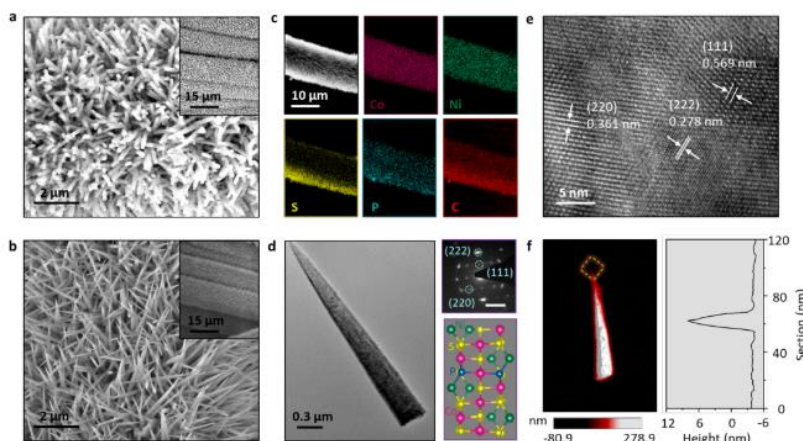 a
15 µm
2 µm
b
15 µm
2 µm
c
10 µm
Co
Ni
S
P
C
d
0.3 µm
(222)
(111)
(220)
S
P
Co
e
(111)
0.569 nm
(220)
0.361 nm
(222)
0.278 nm
5 nm
f
nm
-80.9
278.9
120
80
40
0
Section (nm)
12
6
0
-6
Height (nm)